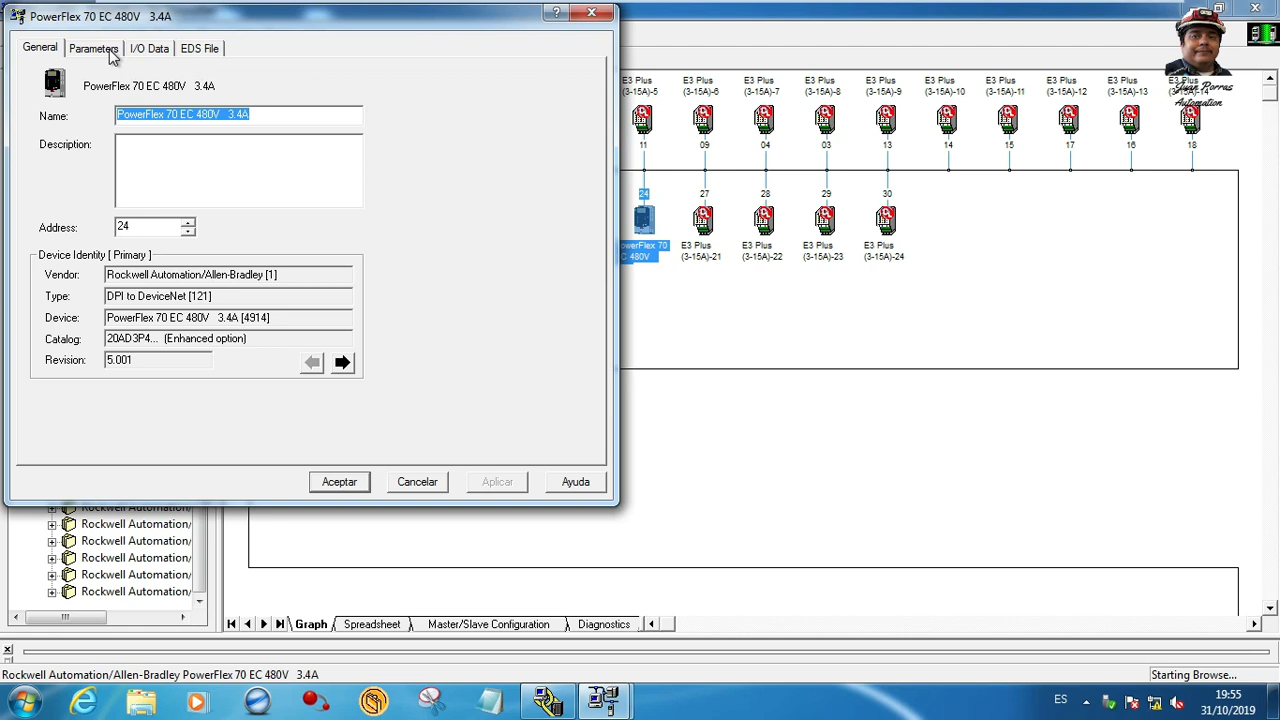 PowerFlex 70 EC 480V   3.4A
General
Parameters
I/O Data
EDS File
PowerFlex 70 EC 480V   3.4A
Name:
PowerFlex 70 EC 480V   3.4A
Description:
Address:
24
Device Identity [ Primary ]
Vendor:
Rockwell Automation/Allen-Bradley [1]
Type:
DPI to DeviceNet [121]
Device:
PowerFlex 70 EC 480V   3.4A [4914]
Catalog:
20AD3P4...  (Enhanced option)
Revision:
5.001
Aceptar
Cancelar
Aplicar
Ayuda
Juan Porras
Automation
E3 Plus
(3-15A)-5
E3 Plus
(3-15A)-6
E3 Plus
(3-15A)-7
E3 Plus
(3-15A)-8
E3 Plus
(3-15A)-9
E3 Plus
(3-15A)-11
E3 Plus
(3-15A)-12
E3 Plus
(3-15A)-13
E3 Plus
(3-15A)-14
11
09
04
03
13
14
15
17
16
18
24
27
28
29
30
owerFlex 70
C 480V
E3 Plus
(3-15A)-21
E3 Plus
(3-15A)-22
E3 Plus
(3-15A)-23
E3 Plus
(3-15A)-24
Rockwell Automation/
Rockwell Automation/
Rockwell Automation/
Rockwell Automation/
Rockwell Automation/
Graph
Spreadsheet
Master/Slave Configuration
Diagnostics
Rockwell Automation/Allen-Bradley PowerFlex 70 EC 480V   3.4A
Starting Browse...
ES
19:55
31/10/2019